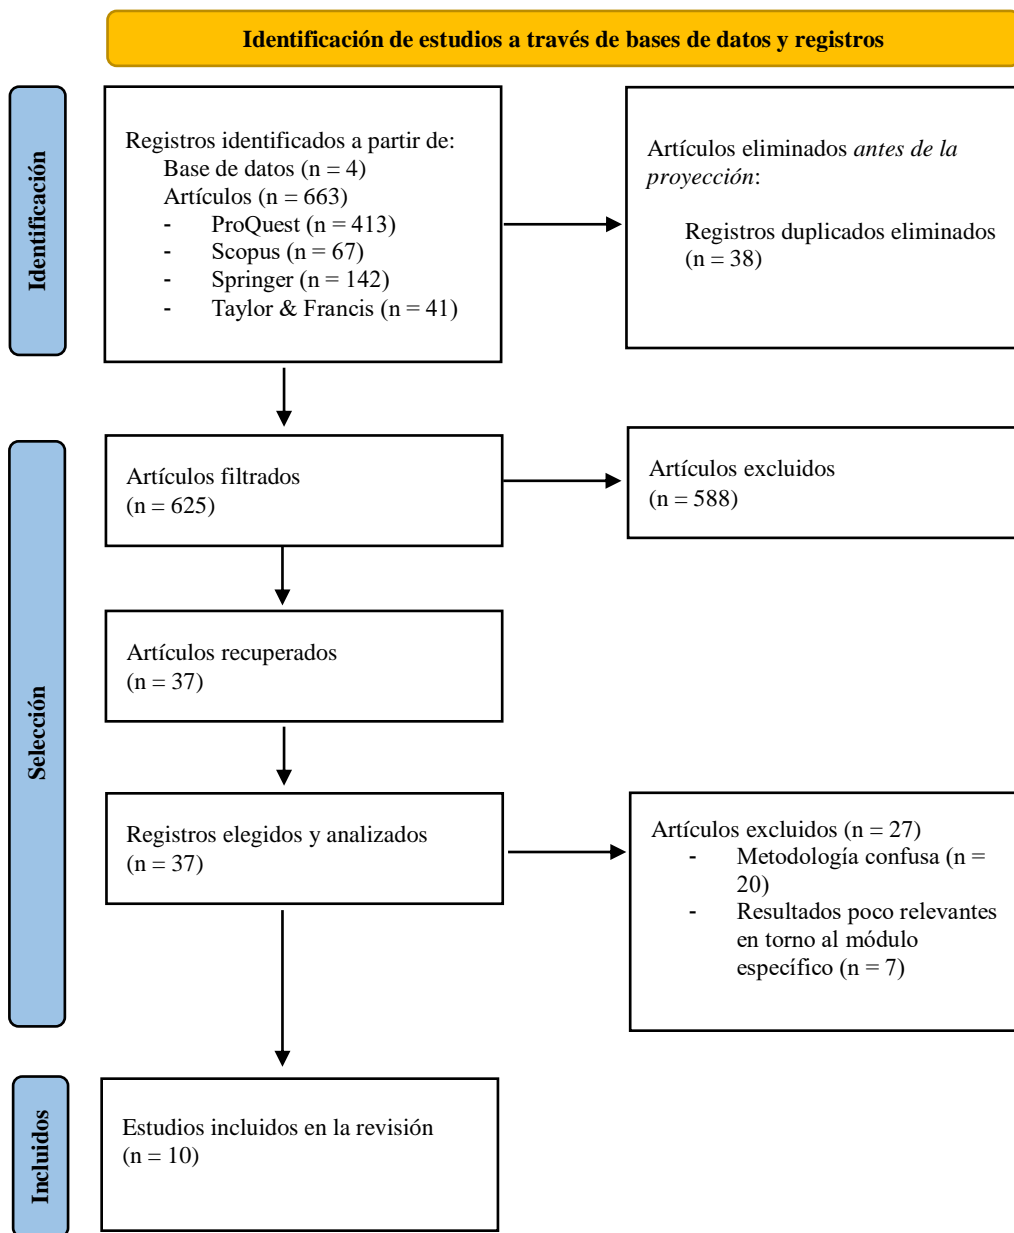 Identificación de estudios a través de bases de datos y registros
Identificación
Registros identificados a partir de:
Base de datos (n = 4)
Artículos (n = 663)
- ProQuest (n = 413)
- Scopus (n = 67)
- Springer (n = 142)
- Taylor & Francis (n = 41)
Artículos eliminados antes de la
proyección:
Registros duplicados eliminados
(n = 38)
Selección
Artículos filtrados
(n = 625)
Artículos excluidos
(n = 588)
Artículos recuperados
(n = 37)
Registros elegidos y analizados
(n = 37)
Artículos excluidos (n = 27)
- Metodología confusa (n =
20)
- Resultados poco relevantes
en torno al módulo
específico (n = 7)
Incluidos
Estudios incluidos en la revisión
(n = 10)